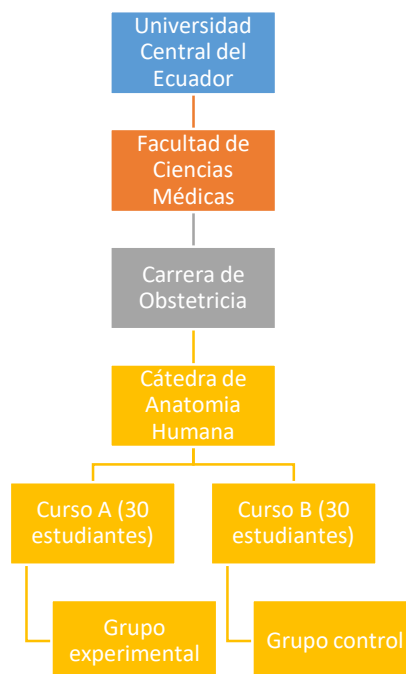 Universidad
Central del
Ecuador
Facultad de
Ciencias
Médicas
Carrera de
Obstetricia
Cátedra de
Anatomia
Humana
Curso A (30
estudiantes)
Curso B (30
estudiantes)
Grupo
experimental
Grupo control